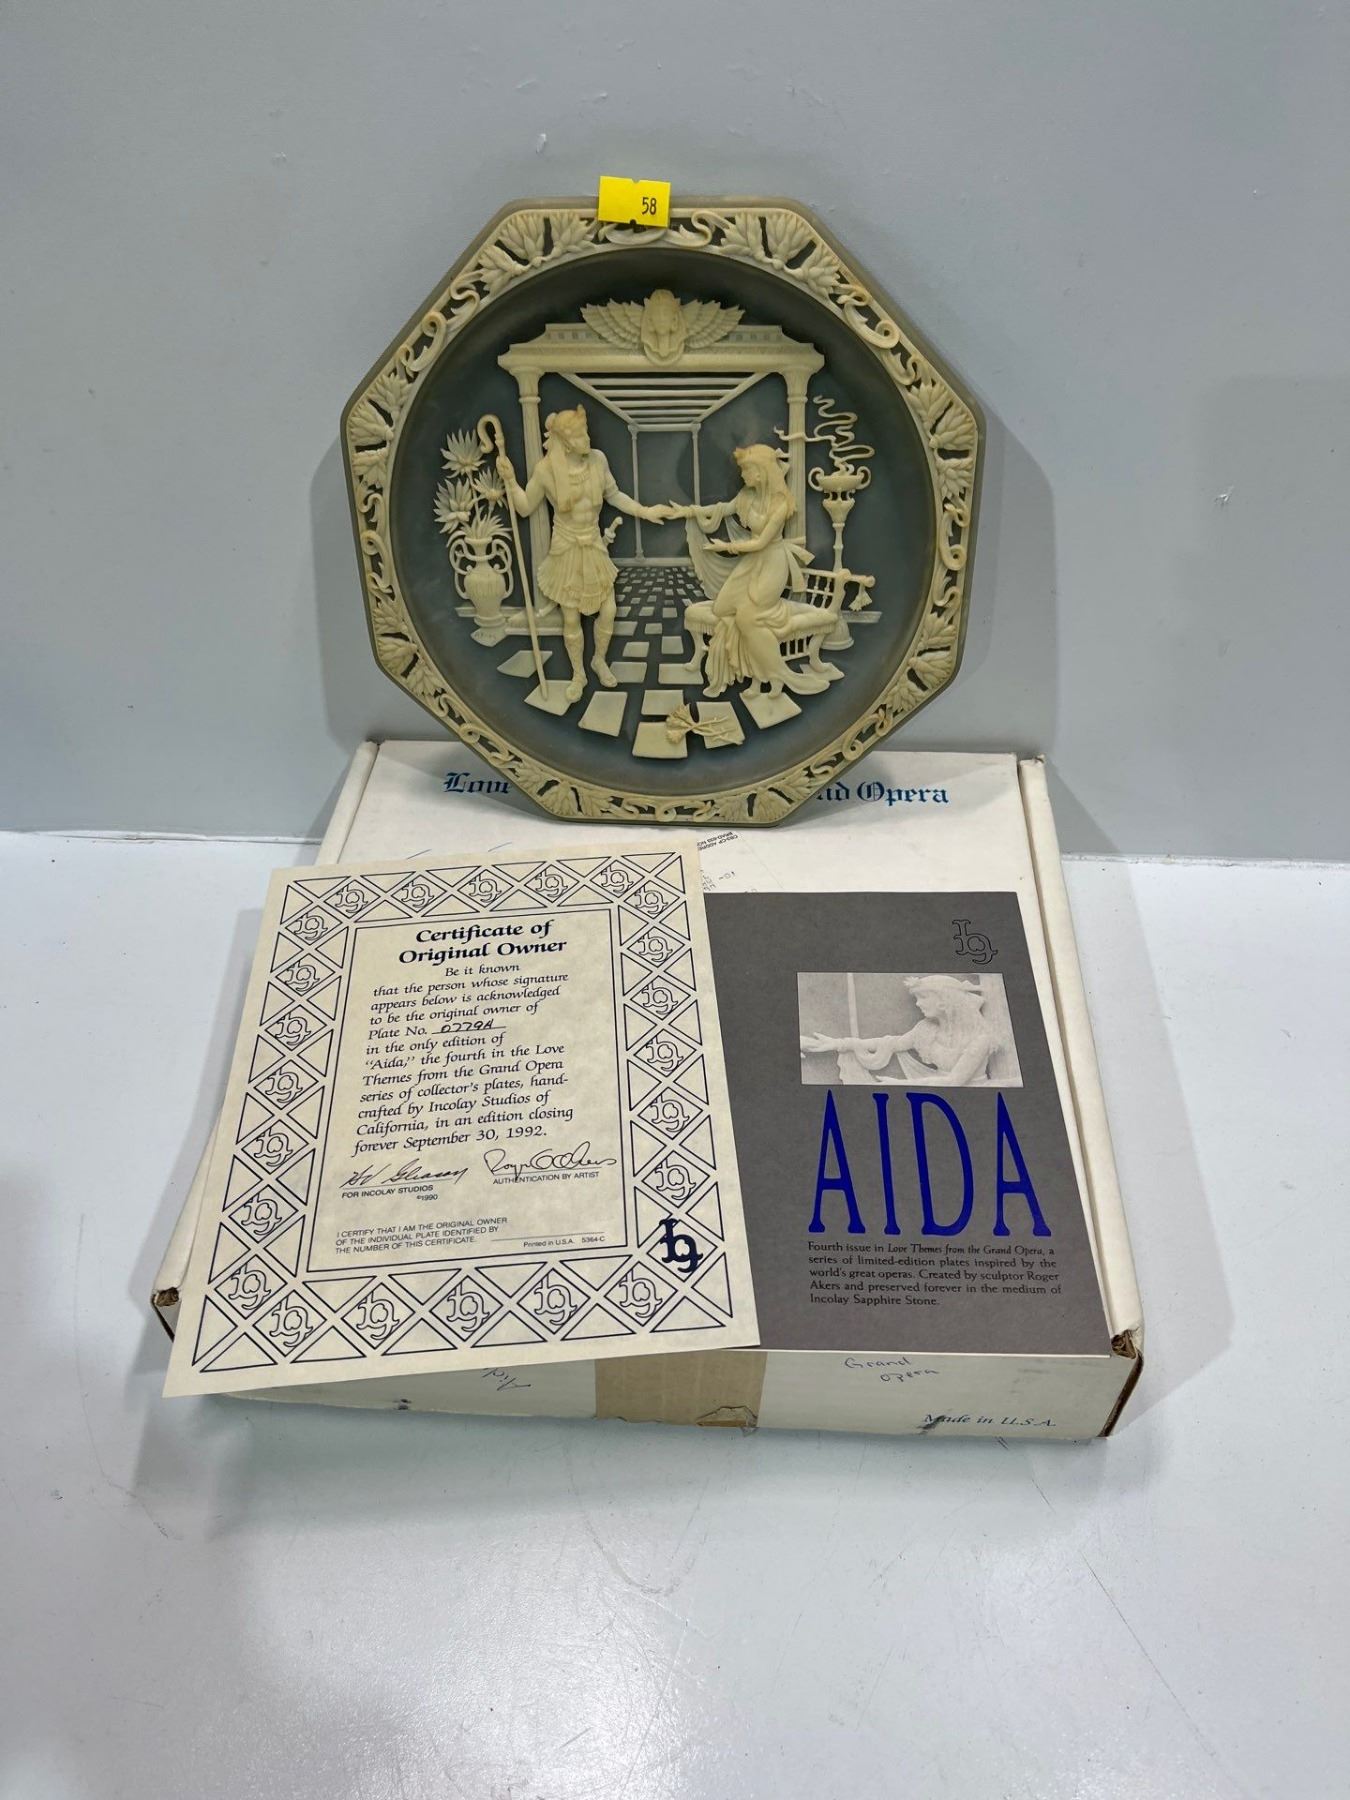 58
nd Opera
Certificate of
Original Owner
Be it known
that the person whose signature
appears below is acknowledged
to be the original owner of
Plate No. 0779A
in the only edition of
"Aida," the fourth in the Love
Themes from the Grand Opera
series of collector's plates, hand-
crafted by Incolay Studios of
California, in an edition closing
forever September 30, 1992.
FOR INCOLAY STUDIOS
©1990
AUTHENTICATION BY ARTIST
I CERTIFY THAT I AM THE ORIGINAL OWNER
OF THE INDIVIDUAL PLATE IDENTIFIED BY
THE NUMBER OF THIS CERTIFICATE.
Printed in U.S.A. 5364-C
AIDA
Fourth issue in Love Themes from the Grand Opera, a
series of limited-edition plates inspired by the
world's great operas. Created by sculptor Roger
Akers and preserved forever in the medium of
Incolay Sapphire Stone.
Grand
Opera
Made in U.S.A.